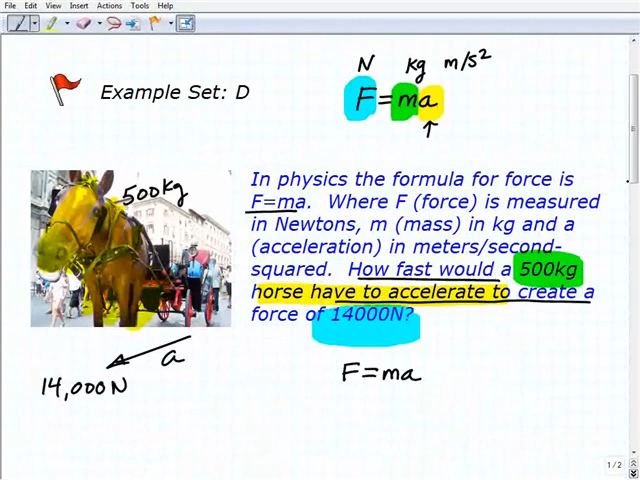 File Edit View Insert Actions Tools Help
N kg m/s²
F=ma
Example Set: D
500kg
In physics the formula for force is
F=ma. Where F (force) is measured
in Newtons, m (mass) in kg and a
(acceleration) in meters/second-
squared. How fast would a 500kg
horse have to accelerate to create a
force of 14000N?
a
14,000N
F=ma
1/2